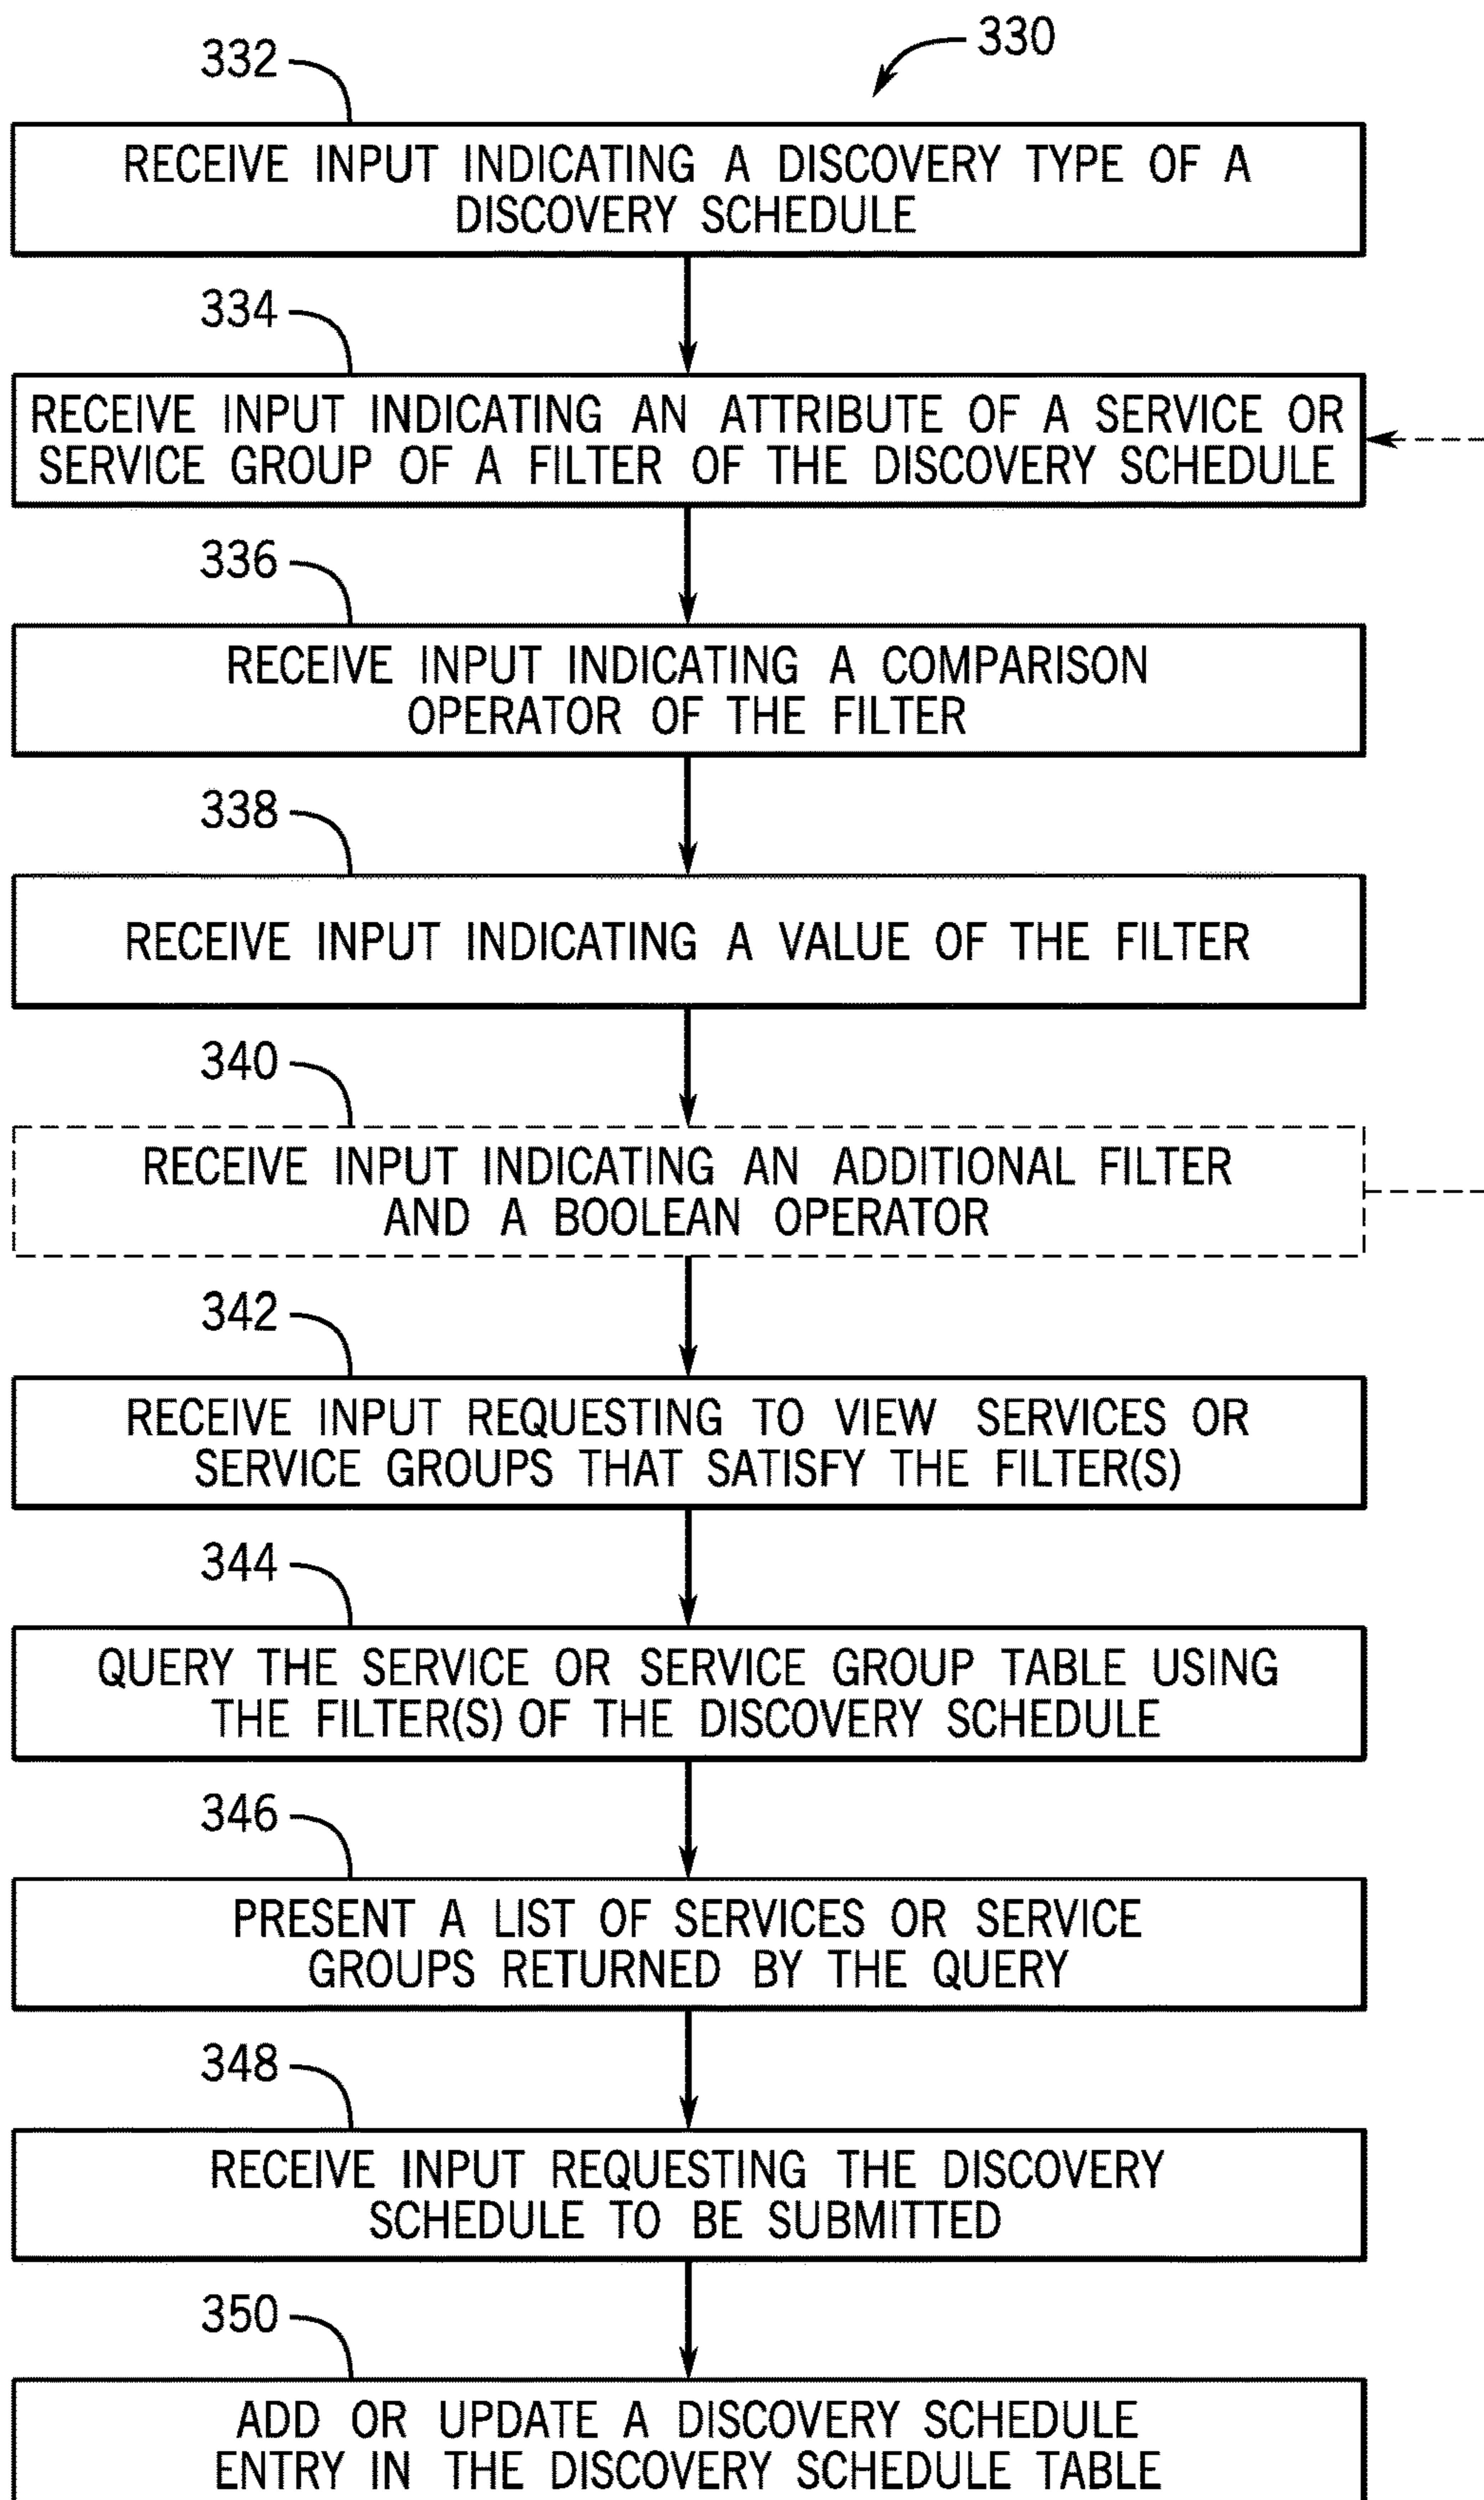 330
332
RECEIVE INPUT INDICATING A DISCOVERY TYPE OF A
DISCOVERY SCHEDULE
334
RECEIVE INPUT INDICATING AN ATTRIBUTE OF A SERVICE OR
SERVICE GROUP OF A FILTER OF THE DISCOVERY SCHEDULE
336
RECEIVE INPUT INDICATING A COMPARISON
OPERATOR OF THE FILTER
338
RECEIVE INPUT INDICATING A VALUE OF THE FILTER
340
RECEIVE INPUT INDICATING AN ADDITIONAL FILTER
AND A BOOLEAN OPERATOR
342
RECEIVE INPUT REQUESTING TO VIEW SERVICES OR
SERVICE GROUPS THAT SATISFY THE FILTER(S)
344
QUERY THE SERVICE OR SERVICE GROUP TABLE USING
THE FILTER(S) OF THE DISCOVERY SCHEDULE
346
PRESENT A LIST OF SERVICES OR SERVICE
GROUPS RETURNED BY THE QUERY
348
RECEIVE INPUT REQUESTING THE DISCOVERY
SCHEDULE TO BE SUBMITTED
350
ADD OR UPDATE A DISCOVERY SCHEDULE
ENTRY IN THE DISCOVERY SCHEDULE TABLE